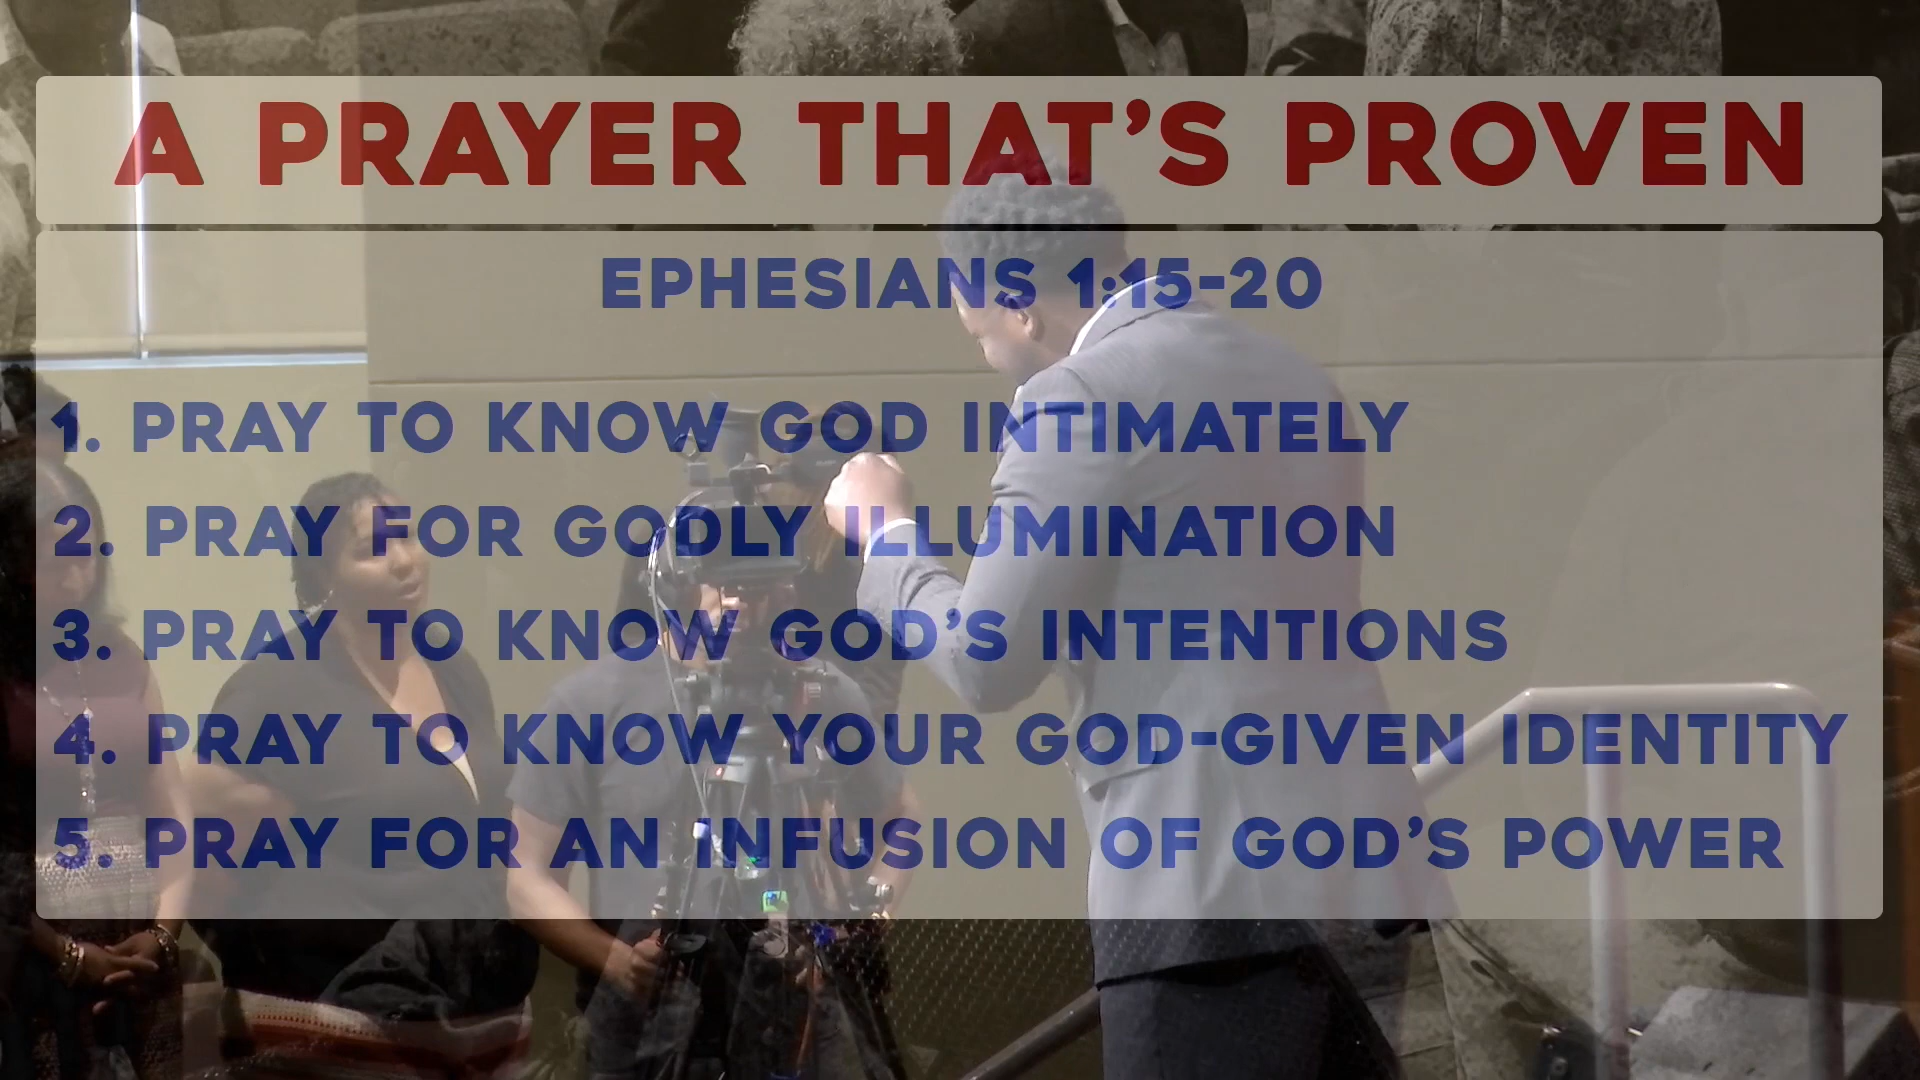 A PRAYER THAT’S PROVEN
EPHESIANS 1:15-20
1. PRAY TO KNOW GOD INTIMATELY
2. PRAY FOR GODLY ILLUMINATION
3. PRAY TO KNOW GOD’S INTENTIONS
4. PRAY TO KNOW YOUR GOD-GIVEN IDENTITY
5. PRAY FOR AN INFUSION OF GOD’S POWER